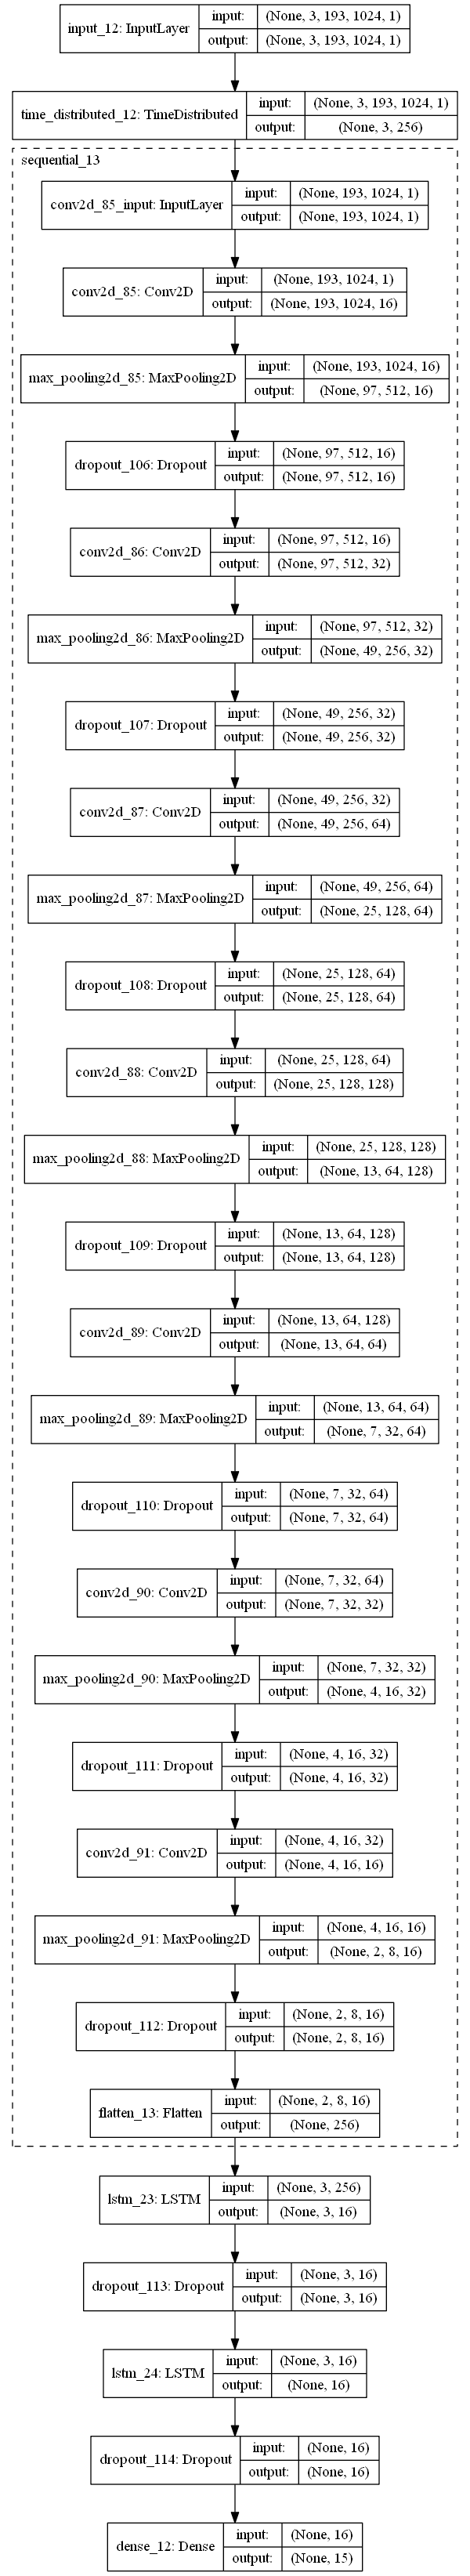 input_12: InputLayer
input: (None, 3, 193, 1024, 1)
output: (None, 3, 193, 1024, 1)
time_distributed_12: TimeDistributed
input: (None, 3, 193, 1024, 1)
output: (None, 3, 256)
sequential_13
conv2d_85_input: InputLayer
input: (None, 193, 1024, 1)
output: (None, 193, 1024, 1)
conv2d_85: Conv2D
input: (None, 193, 1024, 1)
output: (None, 193, 1024, 16)
max_pooling2d_85: MaxPooling2D
input: (None, 193, 1024, 16)
output: (None, 97, 512, 16)
dropout_106: Dropout
input: (None, 97, 512, 16)
output: (None, 97, 512, 16)
conv2d_86: Conv2D
input: (None, 97, 512, 16)
output: (None, 97, 512, 32)
max_pooling2d_86: MaxPooling2D
input: (None, 97, 512, 32)
output: (None, 49, 256, 32)
dropout_107: Dropout
input: (None, 49, 256, 32)
output: (None, 49, 256, 32)
conv2d_87: Conv2D
input: (None, 49, 256, 32)
output: (None, 49, 256, 64)
max_pooling2d_87: MaxPooling2D
input: (None, 49, 256, 64)
output: (None, 25, 128, 64)
dropout_108: Dropout
input: (None, 25, 128, 64)
output: (None, 25, 128, 64)
conv2d_88: Conv2D
input: (None, 25, 128, 64)
output: (None, 25, 128, 128)
max_pooling2d_88: MaxPooling2D
input: (None, 25, 128, 128)
output: (None, 13, 64, 128)
dropout_109: Dropout
input: (None, 13, 64, 128)
output: (None, 13, 64, 128)
conv2d_89: Conv2D
input: (None, 13, 64, 128)
output: (None, 13, 64, 64)
max_pooling2d_89: MaxPooling2D
input: (None, 13, 64, 64)
output: (None, 7, 32, 64)
dropout_110: Dropout
input: (None, 7, 32, 64)
output: (None, 7, 32, 64)
conv2d_90: Conv2D
input: (None, 7, 32, 64)
output: (None, 7, 32, 32)
max_pooling2d_90: MaxPooling2D
input: (None, 7, 32, 32)
output: (None, 4, 16, 32)
dropout_111: Dropout
input: (None, 4, 16, 32)
output: (None, 4, 16, 32)
conv2d_91: Conv2D
input: (None, 4, 16, 32)
output: (None, 4, 16, 16)
max_pooling2d_91: MaxPooling2D
input: (None, 4, 16, 16)
output: (None, 2, 8, 16)
dropout_112: Dropout
input: (None, 2, 8, 16)
output: (None, 2, 8, 16)
flatten_13: Flatten
input: (None, 2, 8, 16)
output: (None, 256)
lstm_23: LSTM
input: (None, 3, 256)
output: (None, 3, 16)
dropout_113: Dropout
input: (None, 3, 16)
output: (None, 3, 16)
lstm_24: LSTM
input: (None, 3, 16)
output: (None, 16)
dropout_114: Dropout
input: (None, 16)
output: (None, 16)
dense_12: Dense
input: (None, 16)
output: (None, 15)